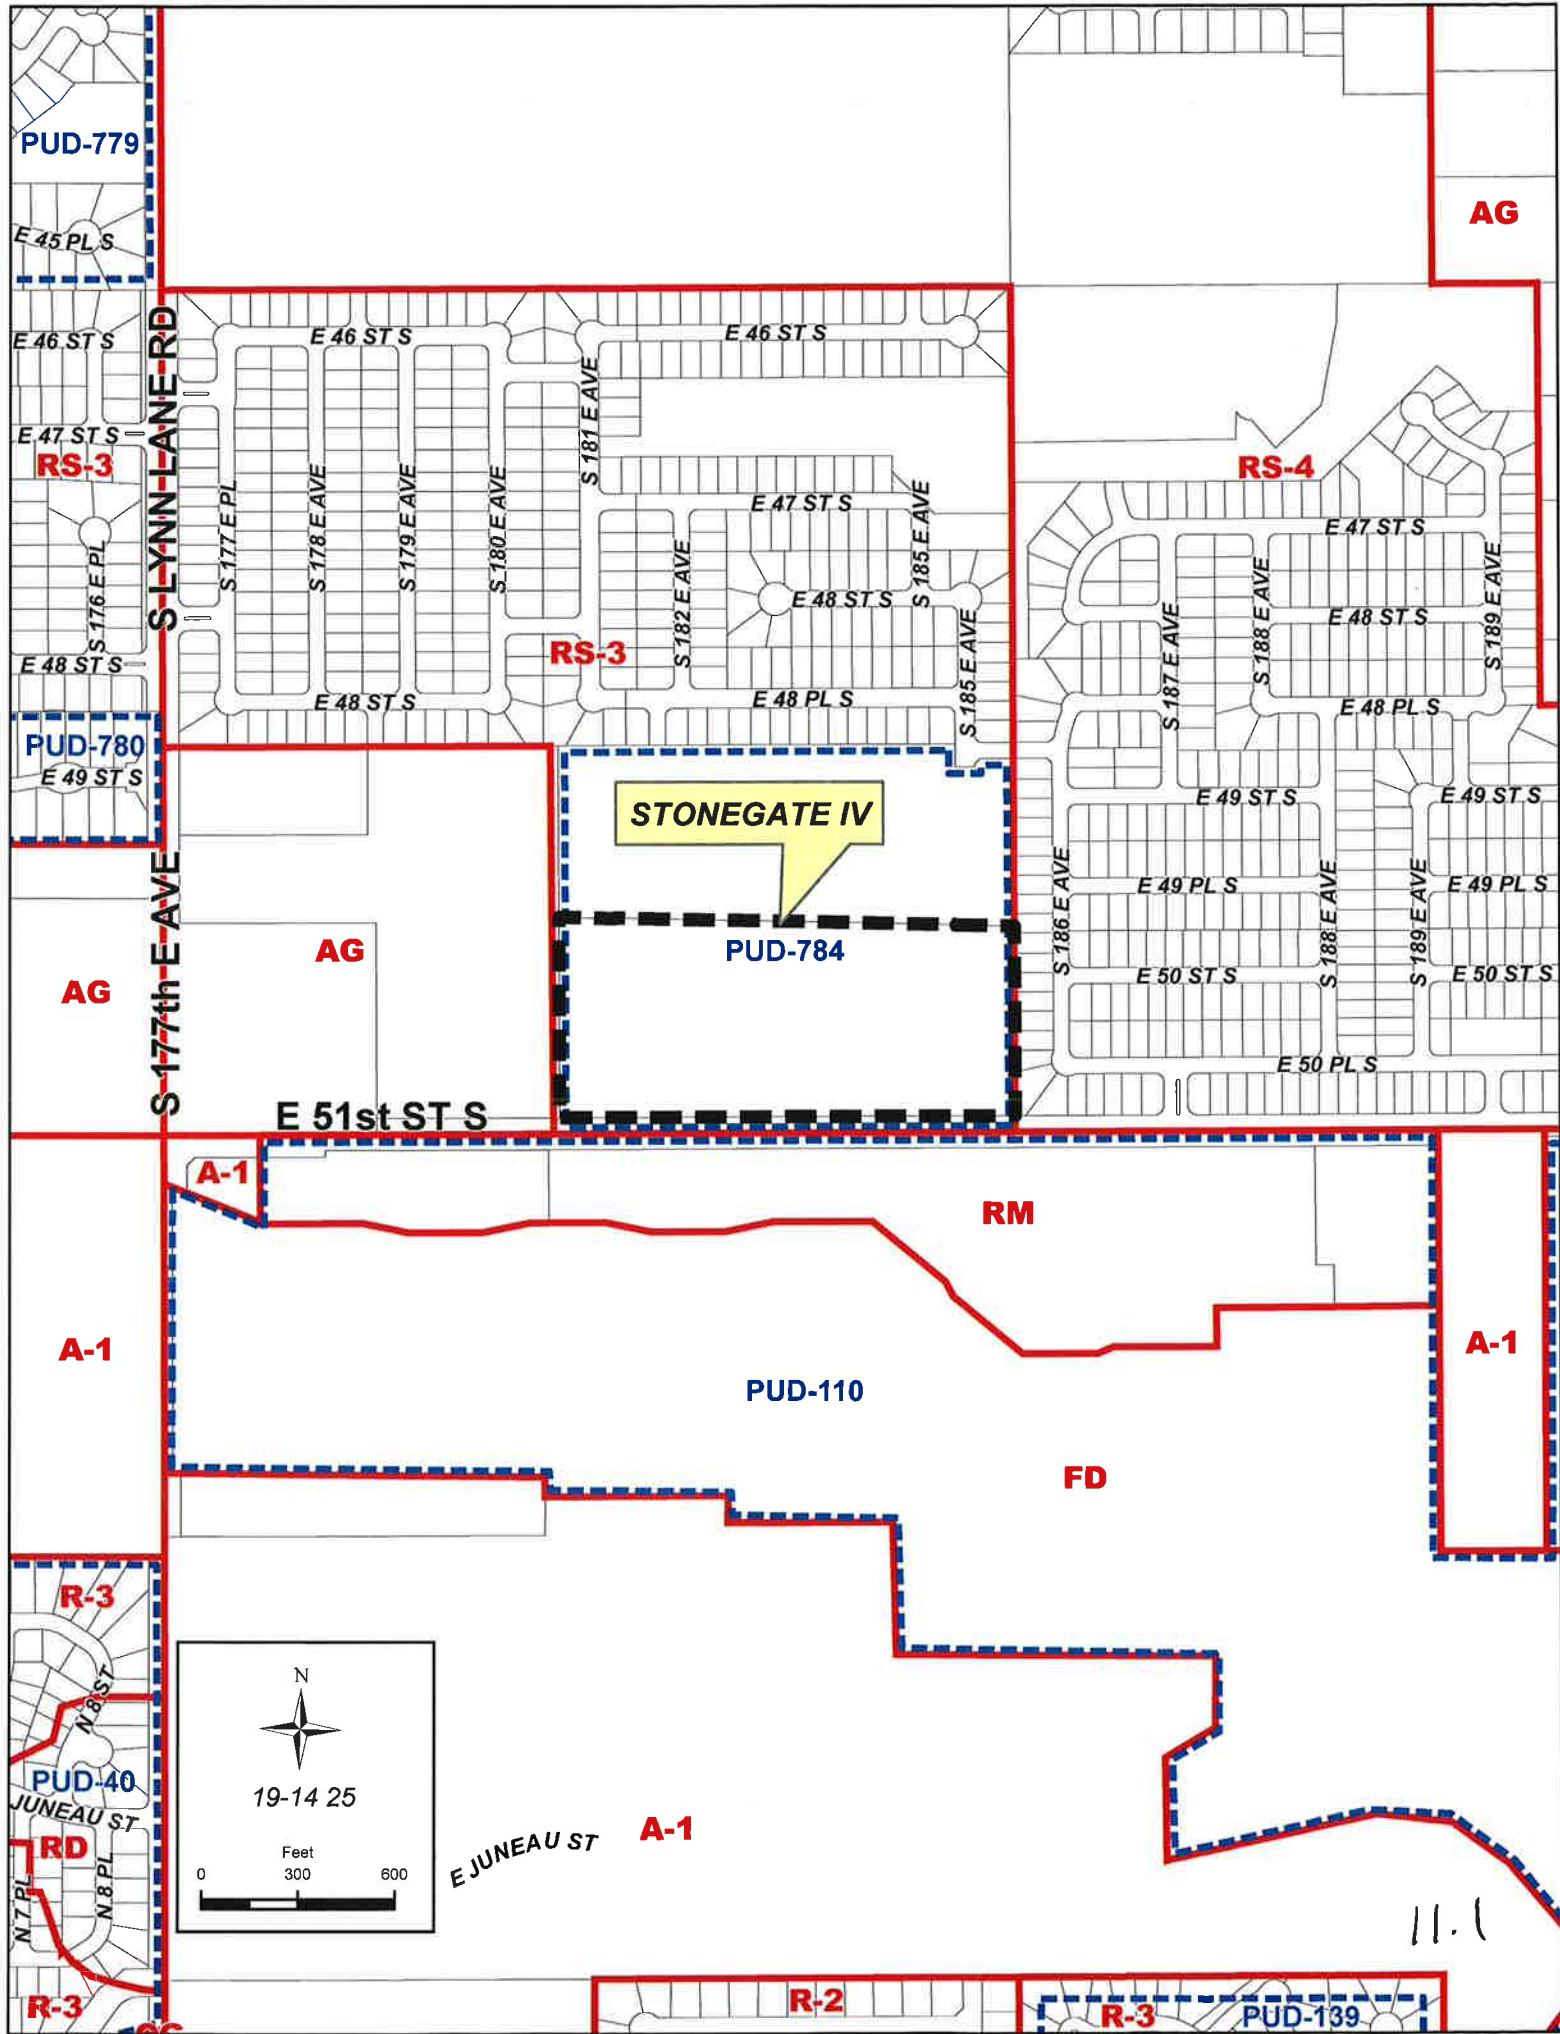 PUD-779
AG
E 45 PL S
E 46 ST S
E 46 ST S
E 46 ST S
S LYNN LANE RD
S 181 E AVE
E 47 ST S
RS-3
RS-4
S 177 E PL
S 178 E AVE
S 179 E AVE
S 180 E AVE
E 47 ST S
S 185 E AVE
E 47 ST S
S 176 E PL
S 182 E AVE
E 48 ST S
S 185 E AVE
S 187 E AVE
S 188 E AVE
E 48 ST S
S 189 E AVE
E 48 ST S
RS-3
E 48 ST S
E 48 PL S
E 48 PL S
PUD-780
E 49 ST S
STONEGATE IV
E 49 ST S
E 49 ST S
S 177th E AVE
S 186 E AVE
E 49 PL S
S 188 E AVE
S 189 E AVE
E 49 PL S
AG
AG
PUD-784
E 50 ST S
E 50 ST S
E 50 PL S
E 51st ST S
A-1
RM
A-1
A-1
PUD-110
FD
R-3
N 8 ST
N
19-14 25
Feet
0 300 600
PUD-40
JUNEAU ST
RD
N 7 PL
N 8 PL
E JUNEAU ST
A-1
11.1
R-3
R-2
R-3
PUD-139